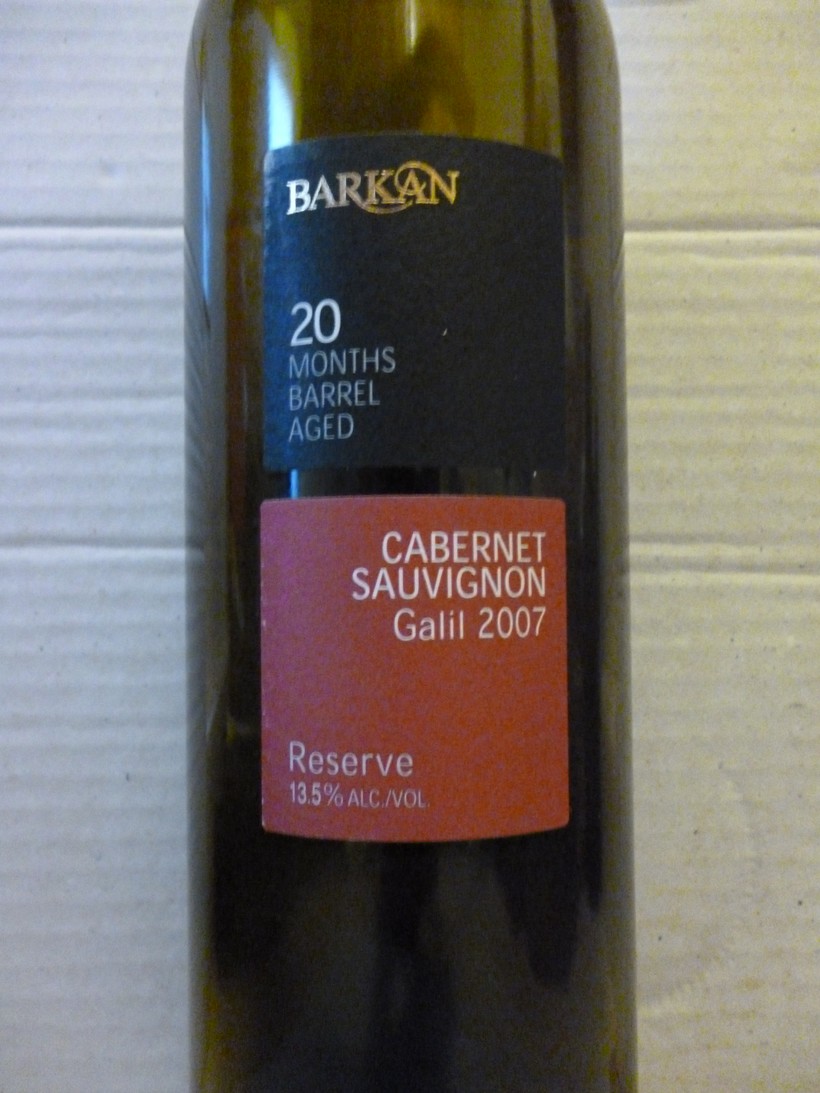 BARKAN
20
MONTHS
BARREL
AGED
CABERNET
SAUVIGNON
Galil 2007
Reserve
13.5% ALC./VOL.